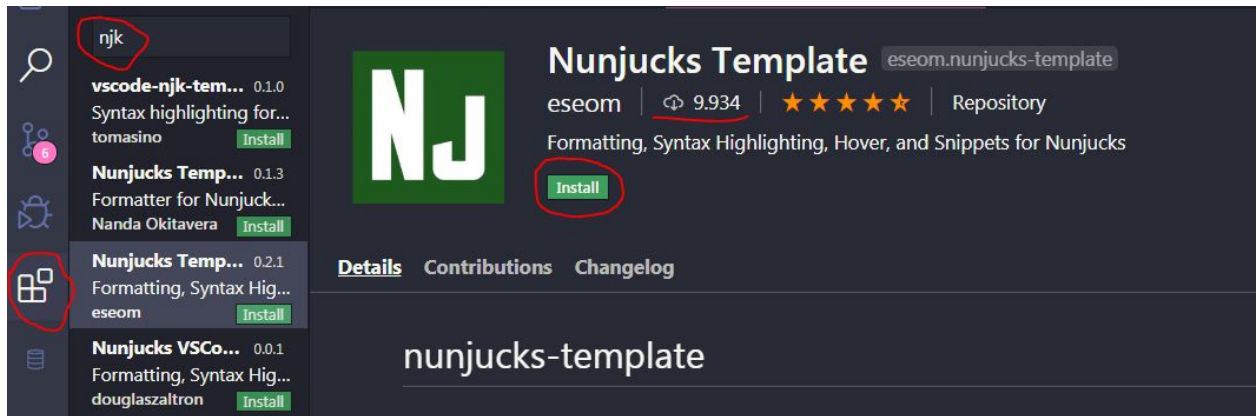 njk
vscode-njk-tem... 0.1.0
Syntax highlighting for...
tomasino Install
Nunjucks Temp... 0.1.3
Formatter for Nunjuck...
Nanda Okitavera Install
Nunjucks Temp... 0.2.1
Formatting, Syntax Hig...
eseom Install
Nunjucks VSCo... 0.0.1
Formatting, Syntax Hig...
douglaszaltron Install
6
NJ
Nunjucks Template eseom.nunjucks-template
eseom 9.934 Repository
Formatting, Syntax Highlighting, Hover, and Snippets for Nunjucks
Install
Details Contributions Changelog
nunjucks-template